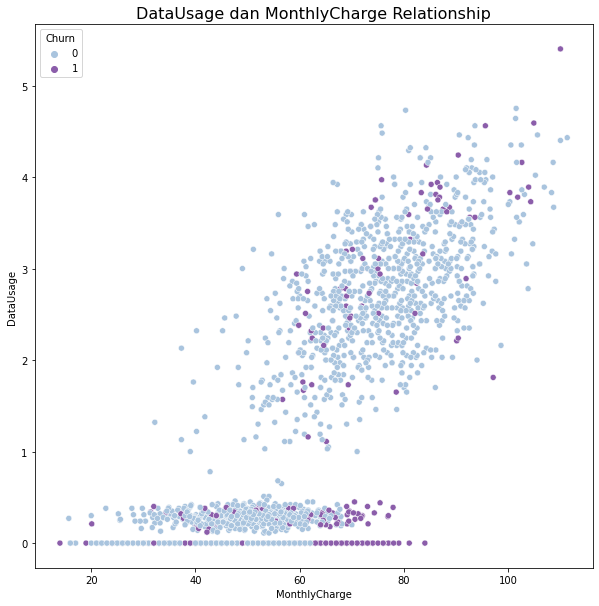 DataUsage dan MonthlyCharge Relationship
Churn
0
1
5
4
3
2
1
0
DataUsage
20 40 60 80 100
MonthlyCharge